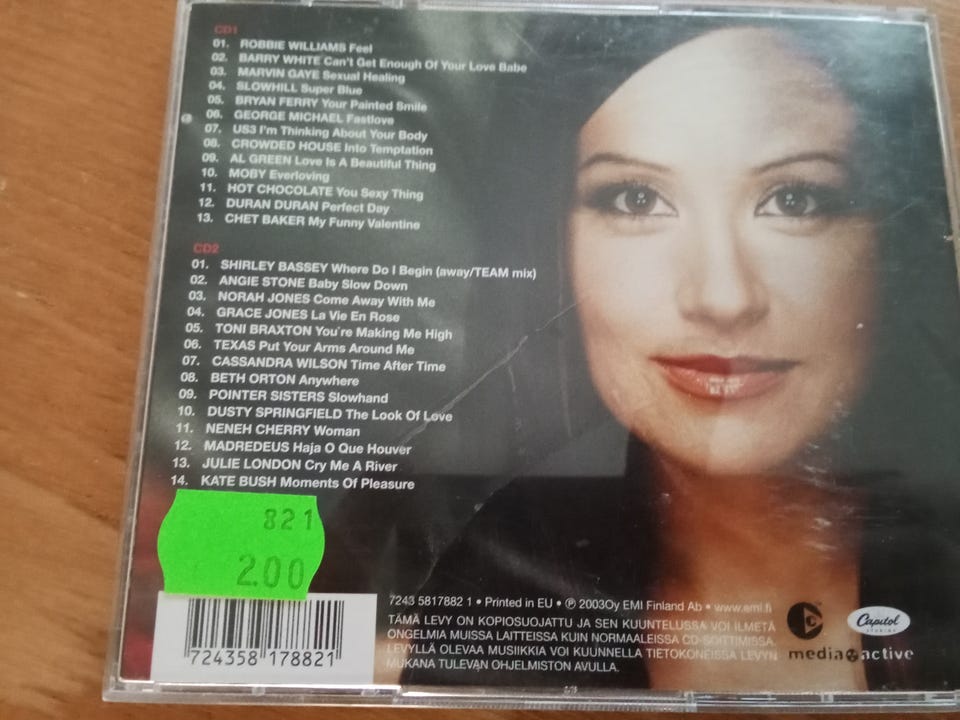 CD1
01. ROBBIE WILLIAMS Feel
02. BARRY WHITE Can't Get Enough Of Your Love Babe
03. MARVIN GAYE Sexual Healing
04. SLOWHILL Super Blue
05. BRYAN FERRY Your Painted Smile
06. GEORGE MICHAEL Fastlove
07. US3 I'm Thinking About Your Body
08. CROWDED HOUSE Into Temptation
09. AL GREEN Love Is A Beautiful Thing
10. MOBY Everloving
11. HOT CHOCOLATE You Sexy Thing
12. DURAN DURAN Perfect Day
13. CHET BAKER My Funny Valentine
CD2
01. SHIRLEY BASSEY Where Do I Begin (away/TEAM mix)
02. ANGIE STONE Baby Slow Down
03. NORAH JONES Come Away With Me
04. GRACE JONES La Vie En Rose
05. TONI BRAXTON You're Making Me High
06. TEXAS Put Your Arms Around Me
07. CASSANDRA WILSON Time After Time
08. BETH ORTON Anywhere
09. POINTER SISTERS Slowhand
10. DUSTY SPRINGFIELD The Look Of Love
11. NENEH CHERRY Woman
12. MADREDEUS Haja O Que Houver
13. JULIE LONDON Cry Me A River
14. KATE BUSH Moments Of Pleasure
821
2.00
7243 5817882 1 • Printed in EU • ℗ 2003Oy EMI Finland Ab • www.emi.fi
TÄMÄ LEVY ON KOPIOSUOJATTU JA SEN KUUNTELUSSA VOI ILMETÄ
ONGELMIA MUISSA LAITTEISSA KUIN NORMAALEISSA CD-SOITTIMISSA.
LEVYLLÄ OLEVAA MUSIIKKIA VOI KUUNNELLA TIETOKONEISSA LEVYN
MUKANA TULEVAN OHJELMISTON AVULLA.
Capitol
STUDIOS
media active
724358 178821